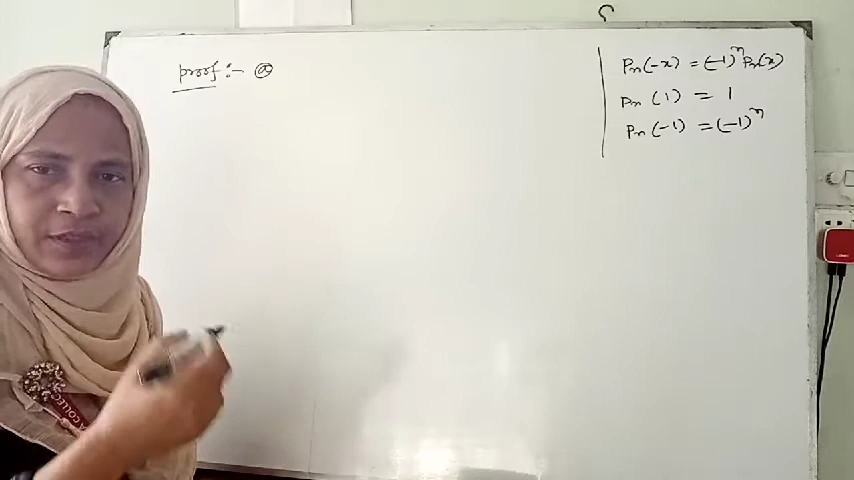 proof :- ⓐ
Pn(-x) = (-1)^n Pn(x)
Pn (1) = 1
Pn (-1) = (-1)^n